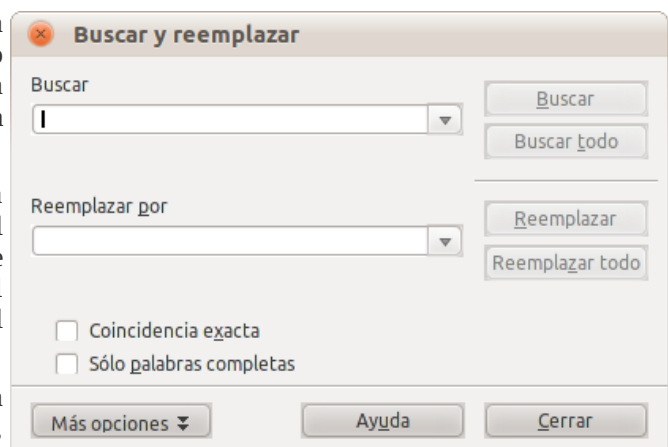 Buscar y reemplazar
Buscar
Buscar
Buscar todo
Reemplazar por
Reemplazar
Reemplazar todo
Coincidencia exacta
Sólo palabras completas
Más opciones
Ayuda
Cerrar